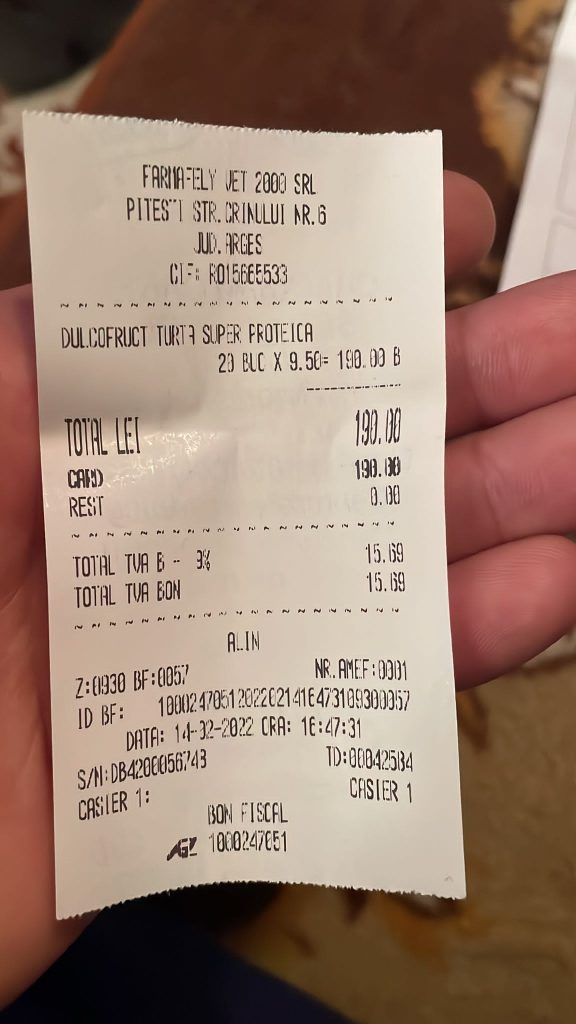 FARMAFELY VET 2000 SRL
PITESTI STR.CRINULUI NR.6
JUD.ARGES
CIF: RO15665533
DULCOFRUCT TURTA SUPER PROTEICA
20 BUC X 9.50= 190.00 B
TOTAL LEI 190.00
CARD 190.00
REST 0.00
TOTAL TVA B - 9% 15.69
TOTAL TVA BON 15.69
ALIN
Z:0930 BF:0057 NR.AMEF:0001
ID BF: 1000247051202202141647310930057
DATA: 14-02-2022 ORA: 16:47:31
S/N:DB4200056743 TD:00042584
CASIER 1: CASIER 1
BON FISCAL
1000247051